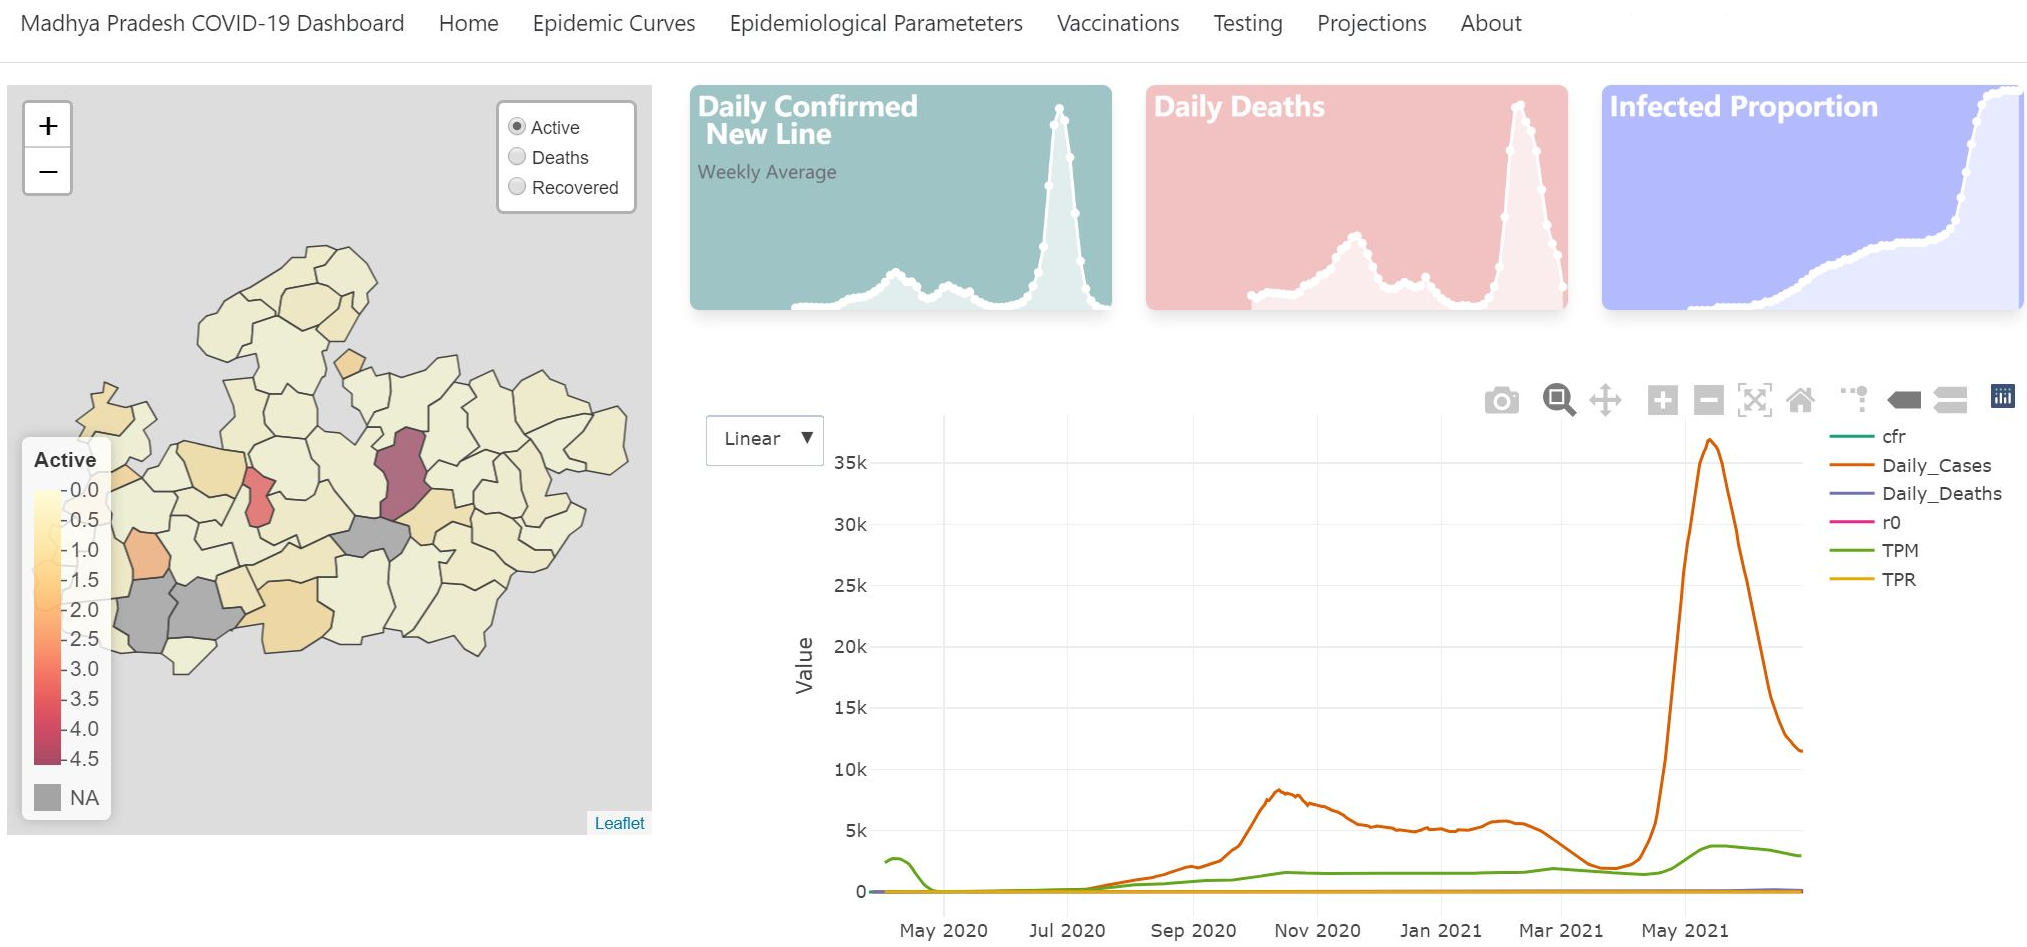 Madhya Pradesh COVID-19 Dashboard Home Epidemic Curves Epidemiological Parameteters Vaccinations Testing Projections About
+
−
Active
Deaths
Recovered
Active
0.0
0.5
1.0
1.5
2.0
2.5
3.0
3.5
4.0
4.5
NA
Leaflet
Daily Confirmed
New Line
Weekly Average
Daily Deaths
Infected Proportion
Linear ▼
Value
35k
30k
25k
20k
15k
10k
5k
0
May 2020 Jul 2020 Sep 2020 Nov 2020 Jan 2021 Mar 2021 May 2021
cfr
Daily_Cases
Daily_Deaths
r0
TPM
TPR